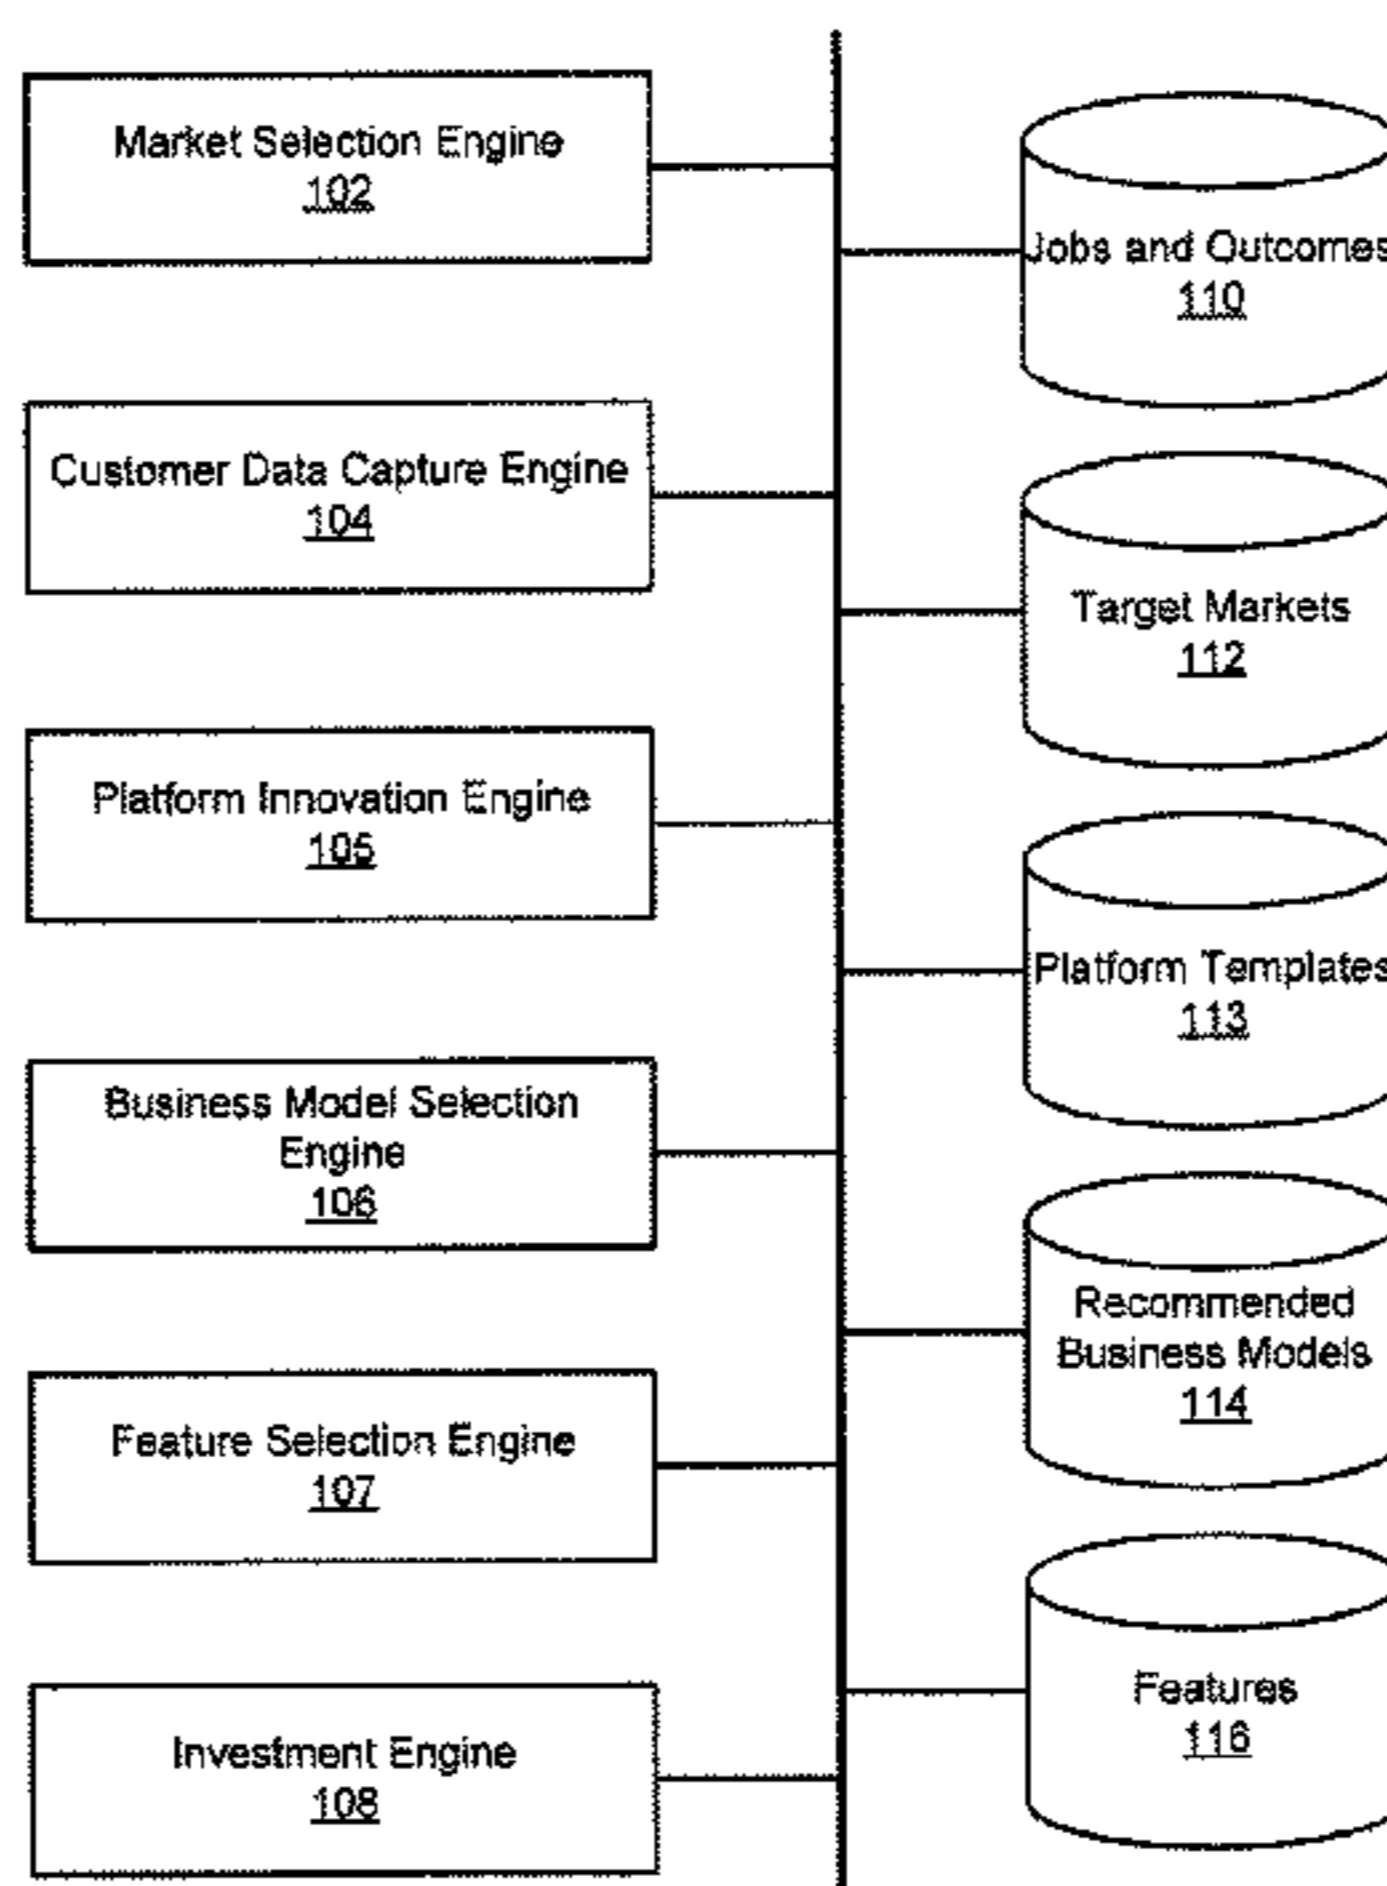 Market Selection Engine
102
Customer Data Capture Engine
104
Platform Innovation Engine
105
Business Model Selection
Engine
106
Feature Selection Engine
107
Investment Engine
108
Jobs and Outcomes
110
Target Markets
112
Platform Templates
113
Recommended
Business Models
114
Features
116